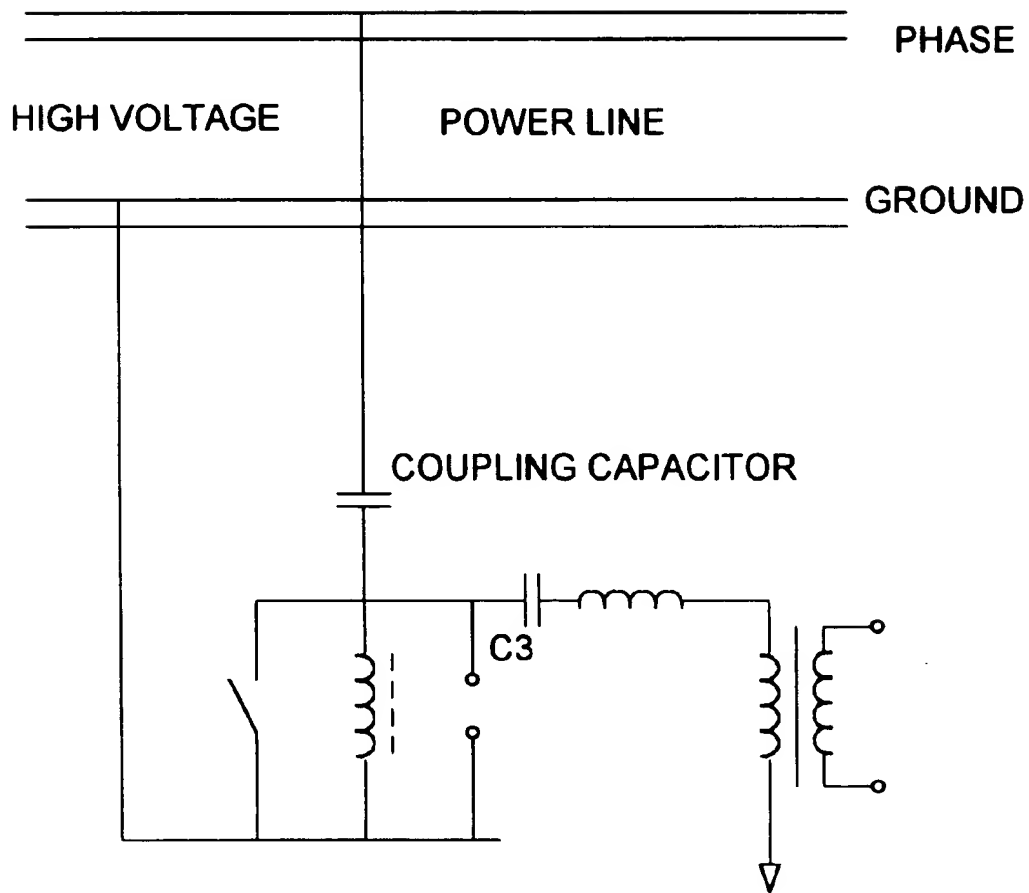 PHASE
HIGH VOLTAGE POWER LINE
GROUND
COUPLING CAPACITOR
C3